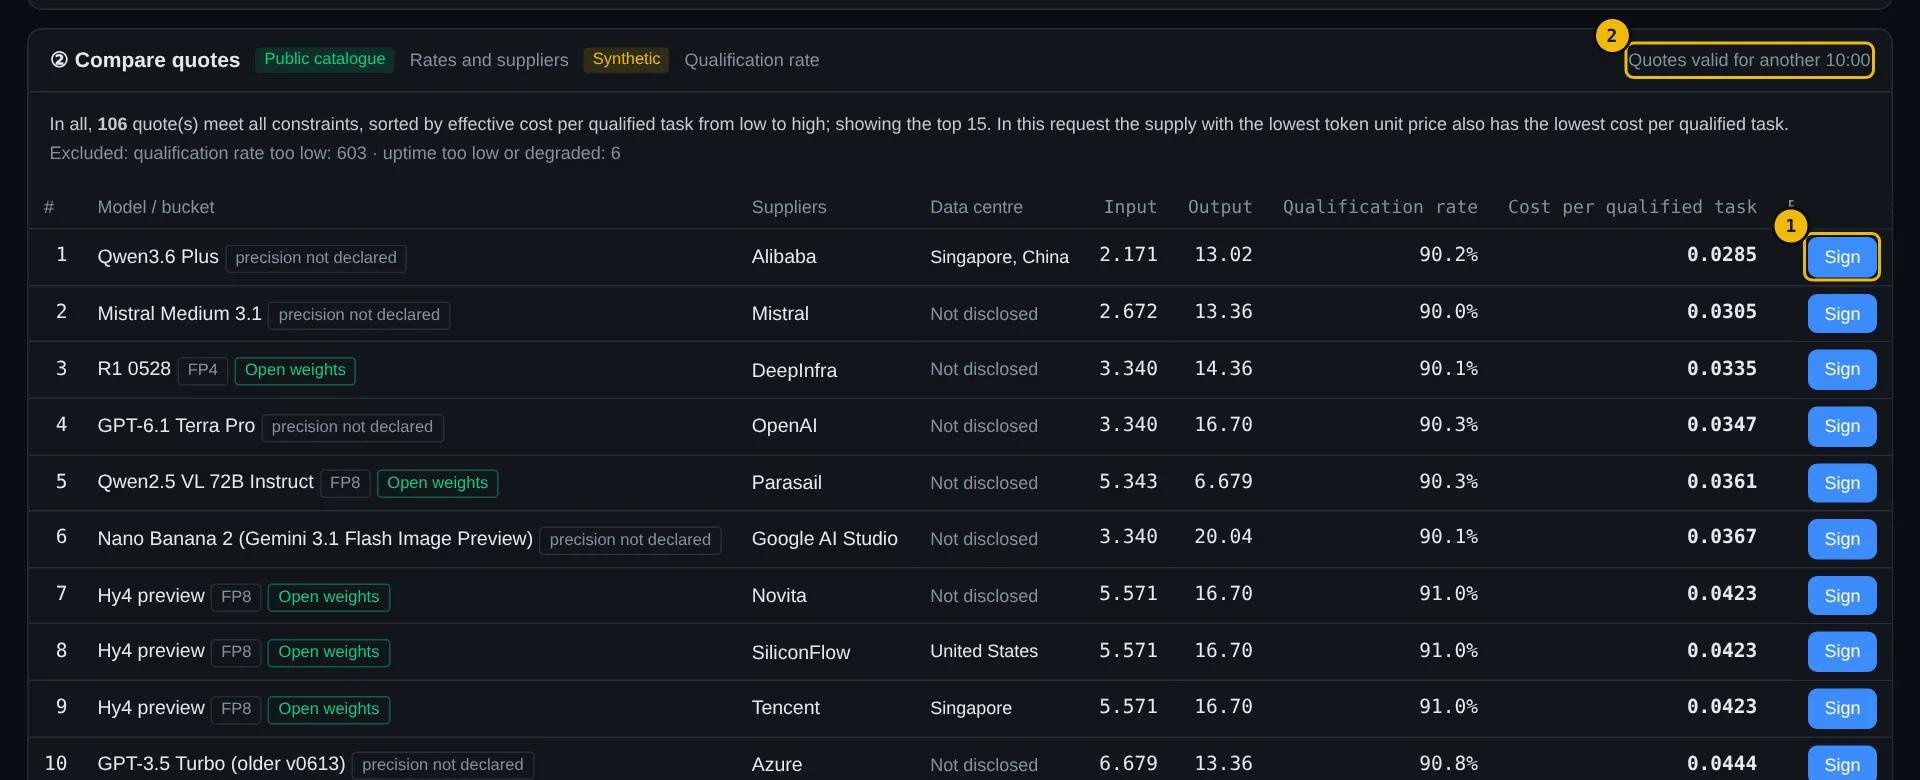 ② Compare quotes Public catalogue Rates and suppliers Synthetic Qualification rate
2
Quotes valid for another 10:00
In all, 106 quote(s) meet all constraints, sorted by effective cost per qualified task from low to high; showing the top 15. In this request the supply with the lowest token unit price also has the lowest cost per qualified task.
Excluded: qualification rate too low: 603 · uptime too low or degraded: 6
# Model / bucket Suppliers Data centre Input Output Qualification rate Cost per qualified task
1
1 Qwen3.6 Plus precision not declared Alibaba Singapore, China 2.171 13.02 90.2% 0.0285 Sign
2 Mistral Medium 3.1 precision not declared Mistral Not disclosed 2.672 13.36 90.0% 0.0305 Sign
3 R1 0528 FP4 Open weights DeepInfra Not disclosed 3.340 14.36 90.1% 0.0335 Sign
4 GPT-6.1 Terra Pro precision not declared OpenAI Not disclosed 3.340 16.70 90.3% 0.0347 Sign
5 Qwen2.5 VL 72B Instruct FP8 Open weights Parasail Not disclosed 5.343 6.679 90.3% 0.0361 Sign
6 Nano Banana 2 (Gemini 3.1 Flash Image Preview) precision not declared Google AI Studio Not disclosed 3.340 20.04 90.1% 0.0367 Sign
7 Hy4 preview FP8 Open weights Novita Not disclosed 5.571 16.70 91.0% 0.0423 Sign
8 Hy4 preview FP8 Open weights SiliconFlow United States 5.571 16.70 91.0% 0.0423 Sign
9 Hy4 preview FP8 Open weights Tencent Singapore 5.571 16.70 91.0% 0.0423 Sign
10 GPT-3.5 Turbo (older v0613) precision not declared Azure Not disclosed 6.679 13.36 90.8% 0.0444 Sign